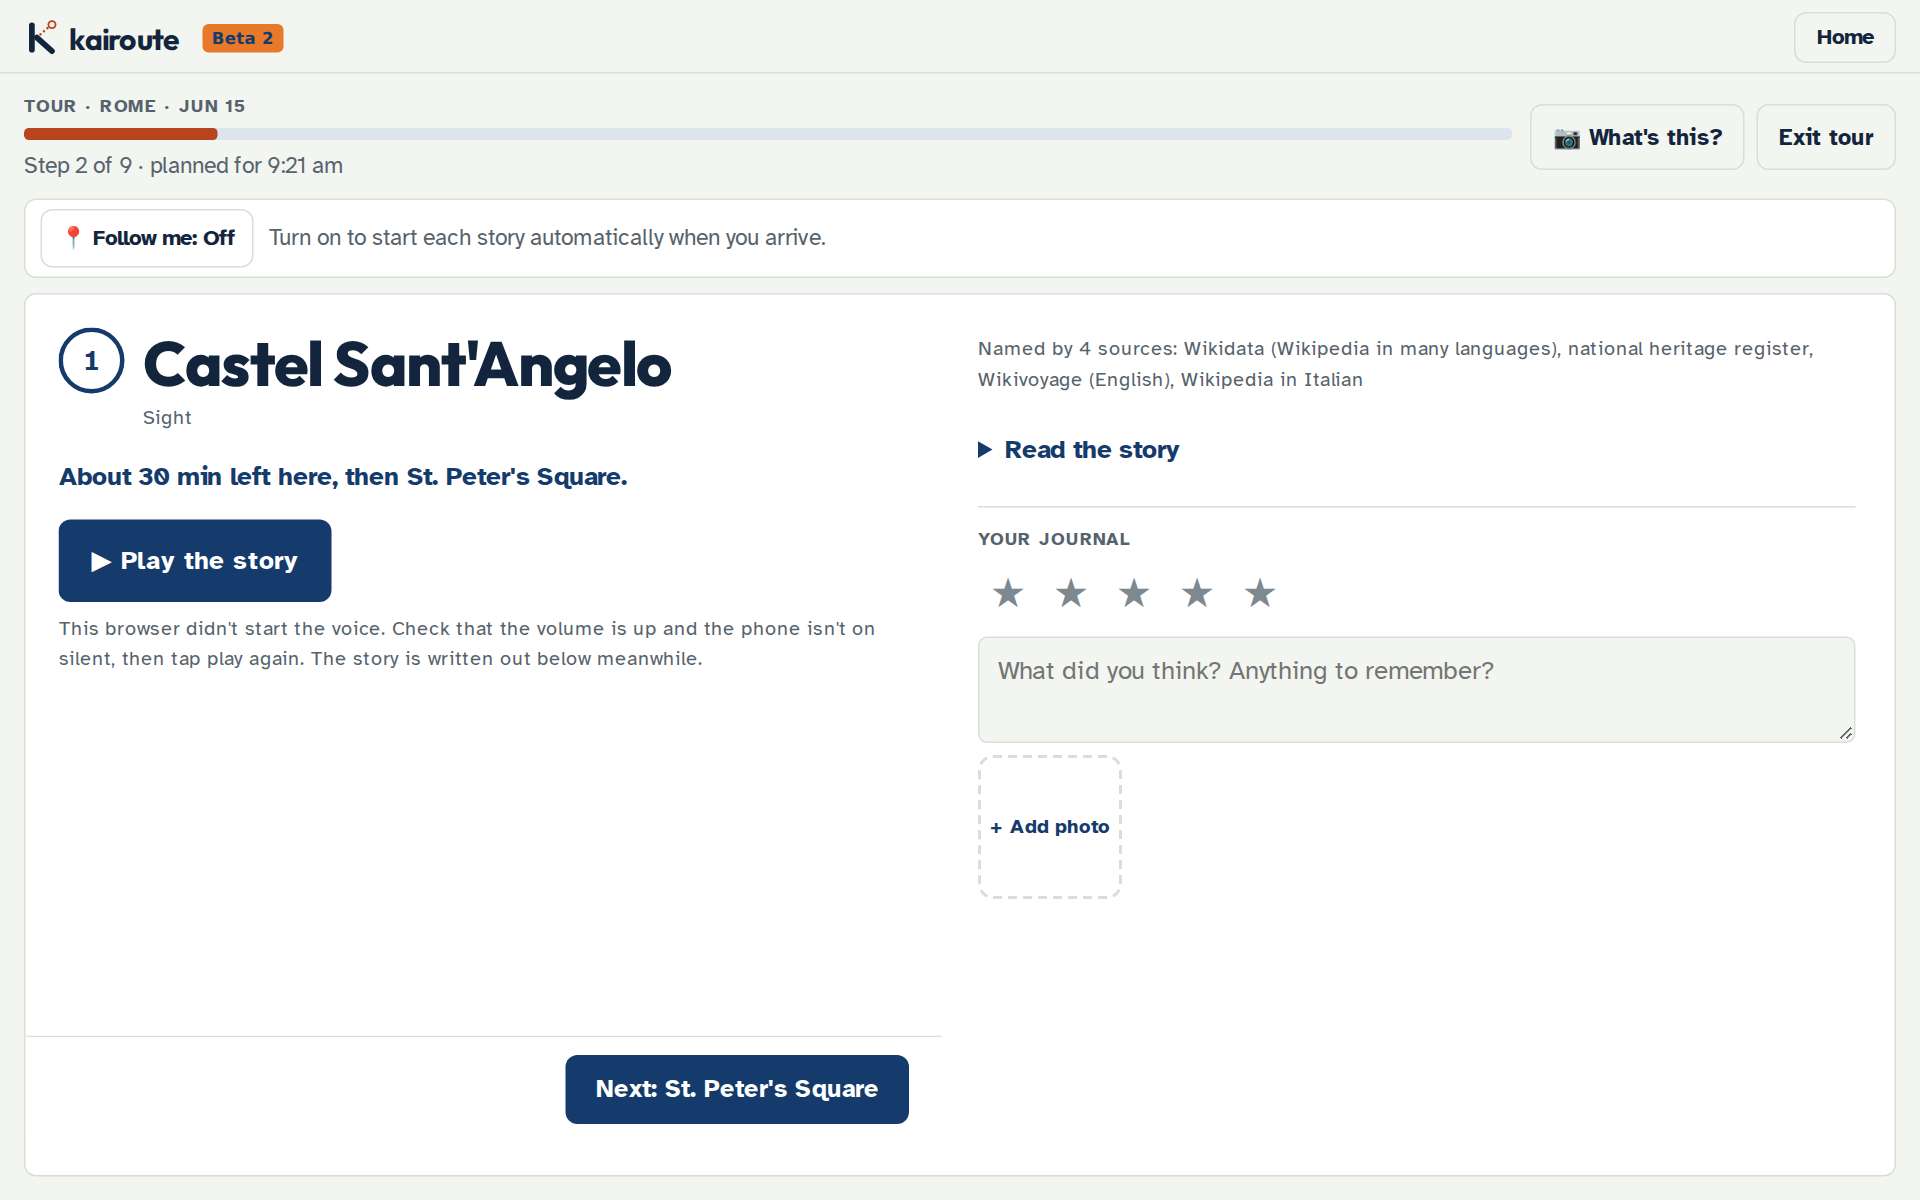 kairoute
Beta 2
Home
TOUR · ROME · JUN 15
Step 2 of 9 · planned for 9:21 am
What's this?
Exit tour
Follow me: Off
Turn on to start each story automatically when you arrive.
1
Castel Sant'Angelo
Sight
About 30 min left here, then St. Peter's Square.
▶ Play the story
This browser didn't start the voice. Check that the volume is up and the phone isn't on
silent, then tap play again. The story is written out below meanwhile.
Next: St. Peter's Square
Named by 4 sources: Wikidata (Wikipedia in many languages), national heritage register,
Wikivoyage (English), Wikipedia in Italian
▶ Read the story
YOUR JOURNAL
★ ★ ★ ★ ★
What did you think? Anything to remember?
+ Add photo